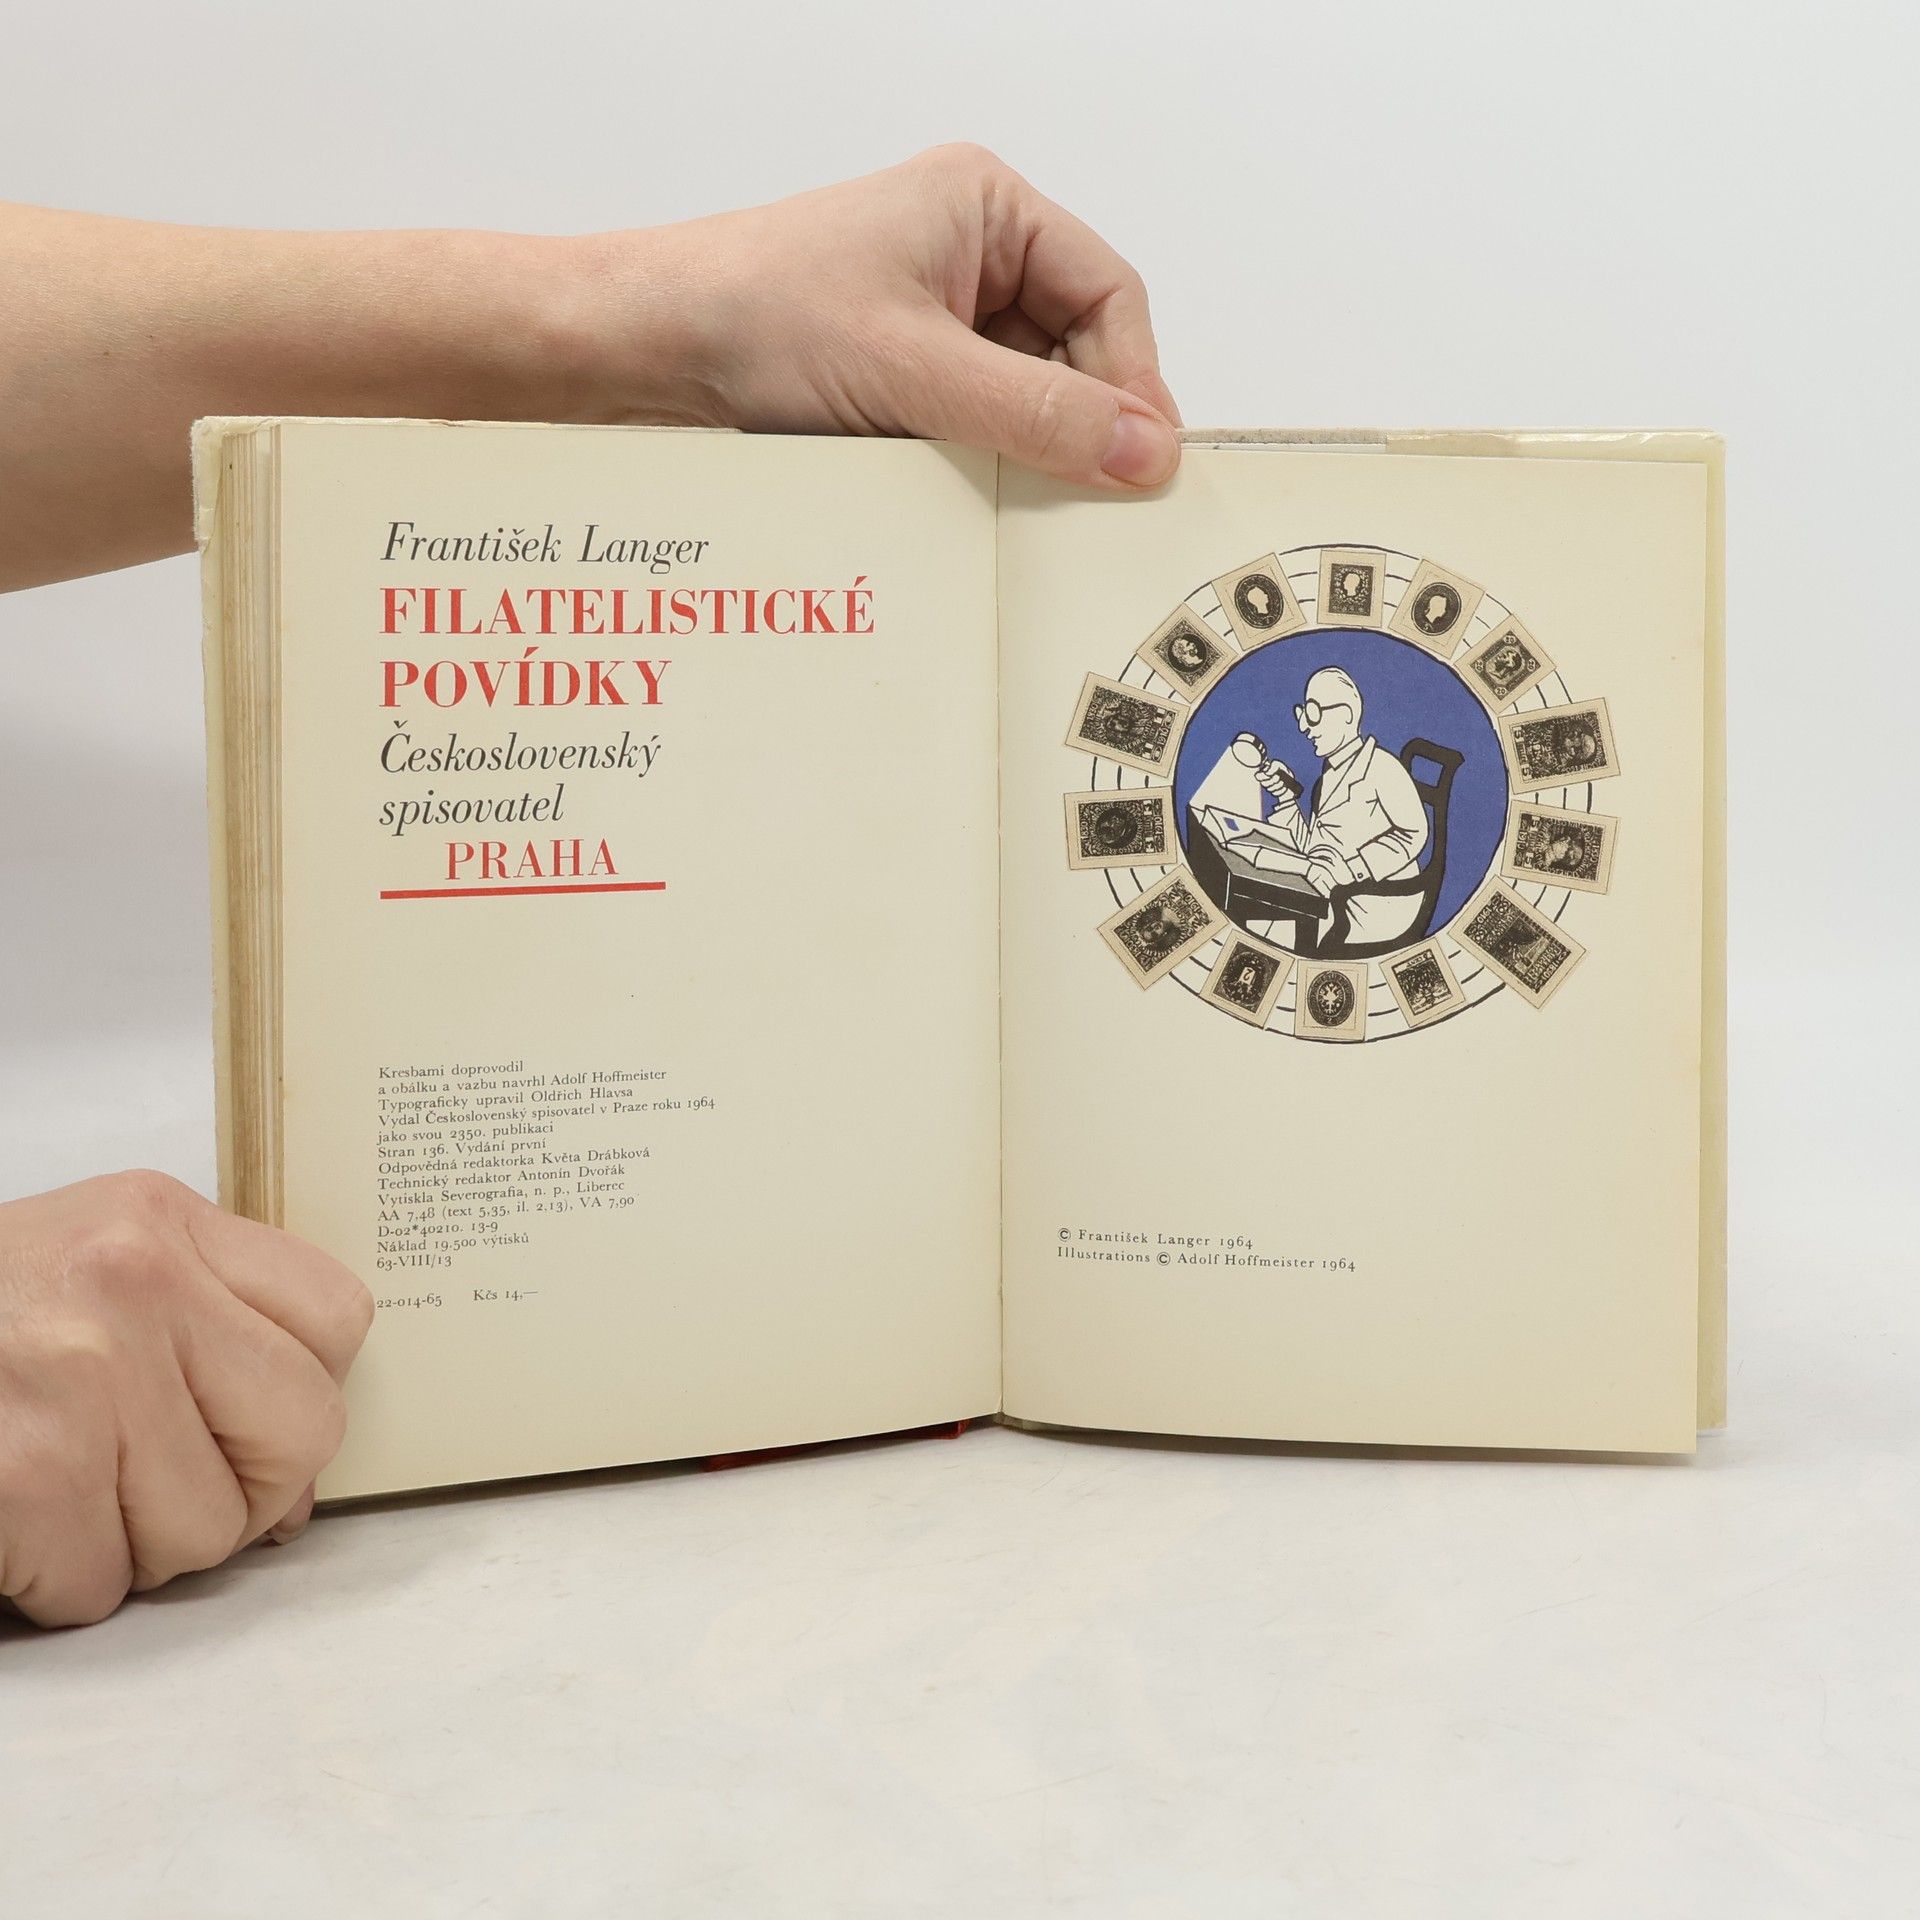 František Langer
FILATELISTICKÉ
POVÍDKY
Československý
spisovatel
PRAHA
Kresbami doprovodil
a obálku a vazbu navrhl Adolf Hoffmeister
Typograficky upravil Oldřich Hlavsa
Vydal Československý spisovatel v Praze roku 1964
jako svou 2350. publikaci
Stran 136. Vydání první
Odpovědná redaktorka Květa Drábková
Technický redaktor Antonín Dvořák
Vytiskla Severografia, n. p., Liberec
AA 7,48 (text 5,35, il. 2,13), VA 7,90
D-02*40210. 13-9
Náklad 19.500 výtisků
63-VIII/13
22-014-65 Kčs 14,—
© František Langer 1964
Illustrations © Adolf Hoffmeister 1964